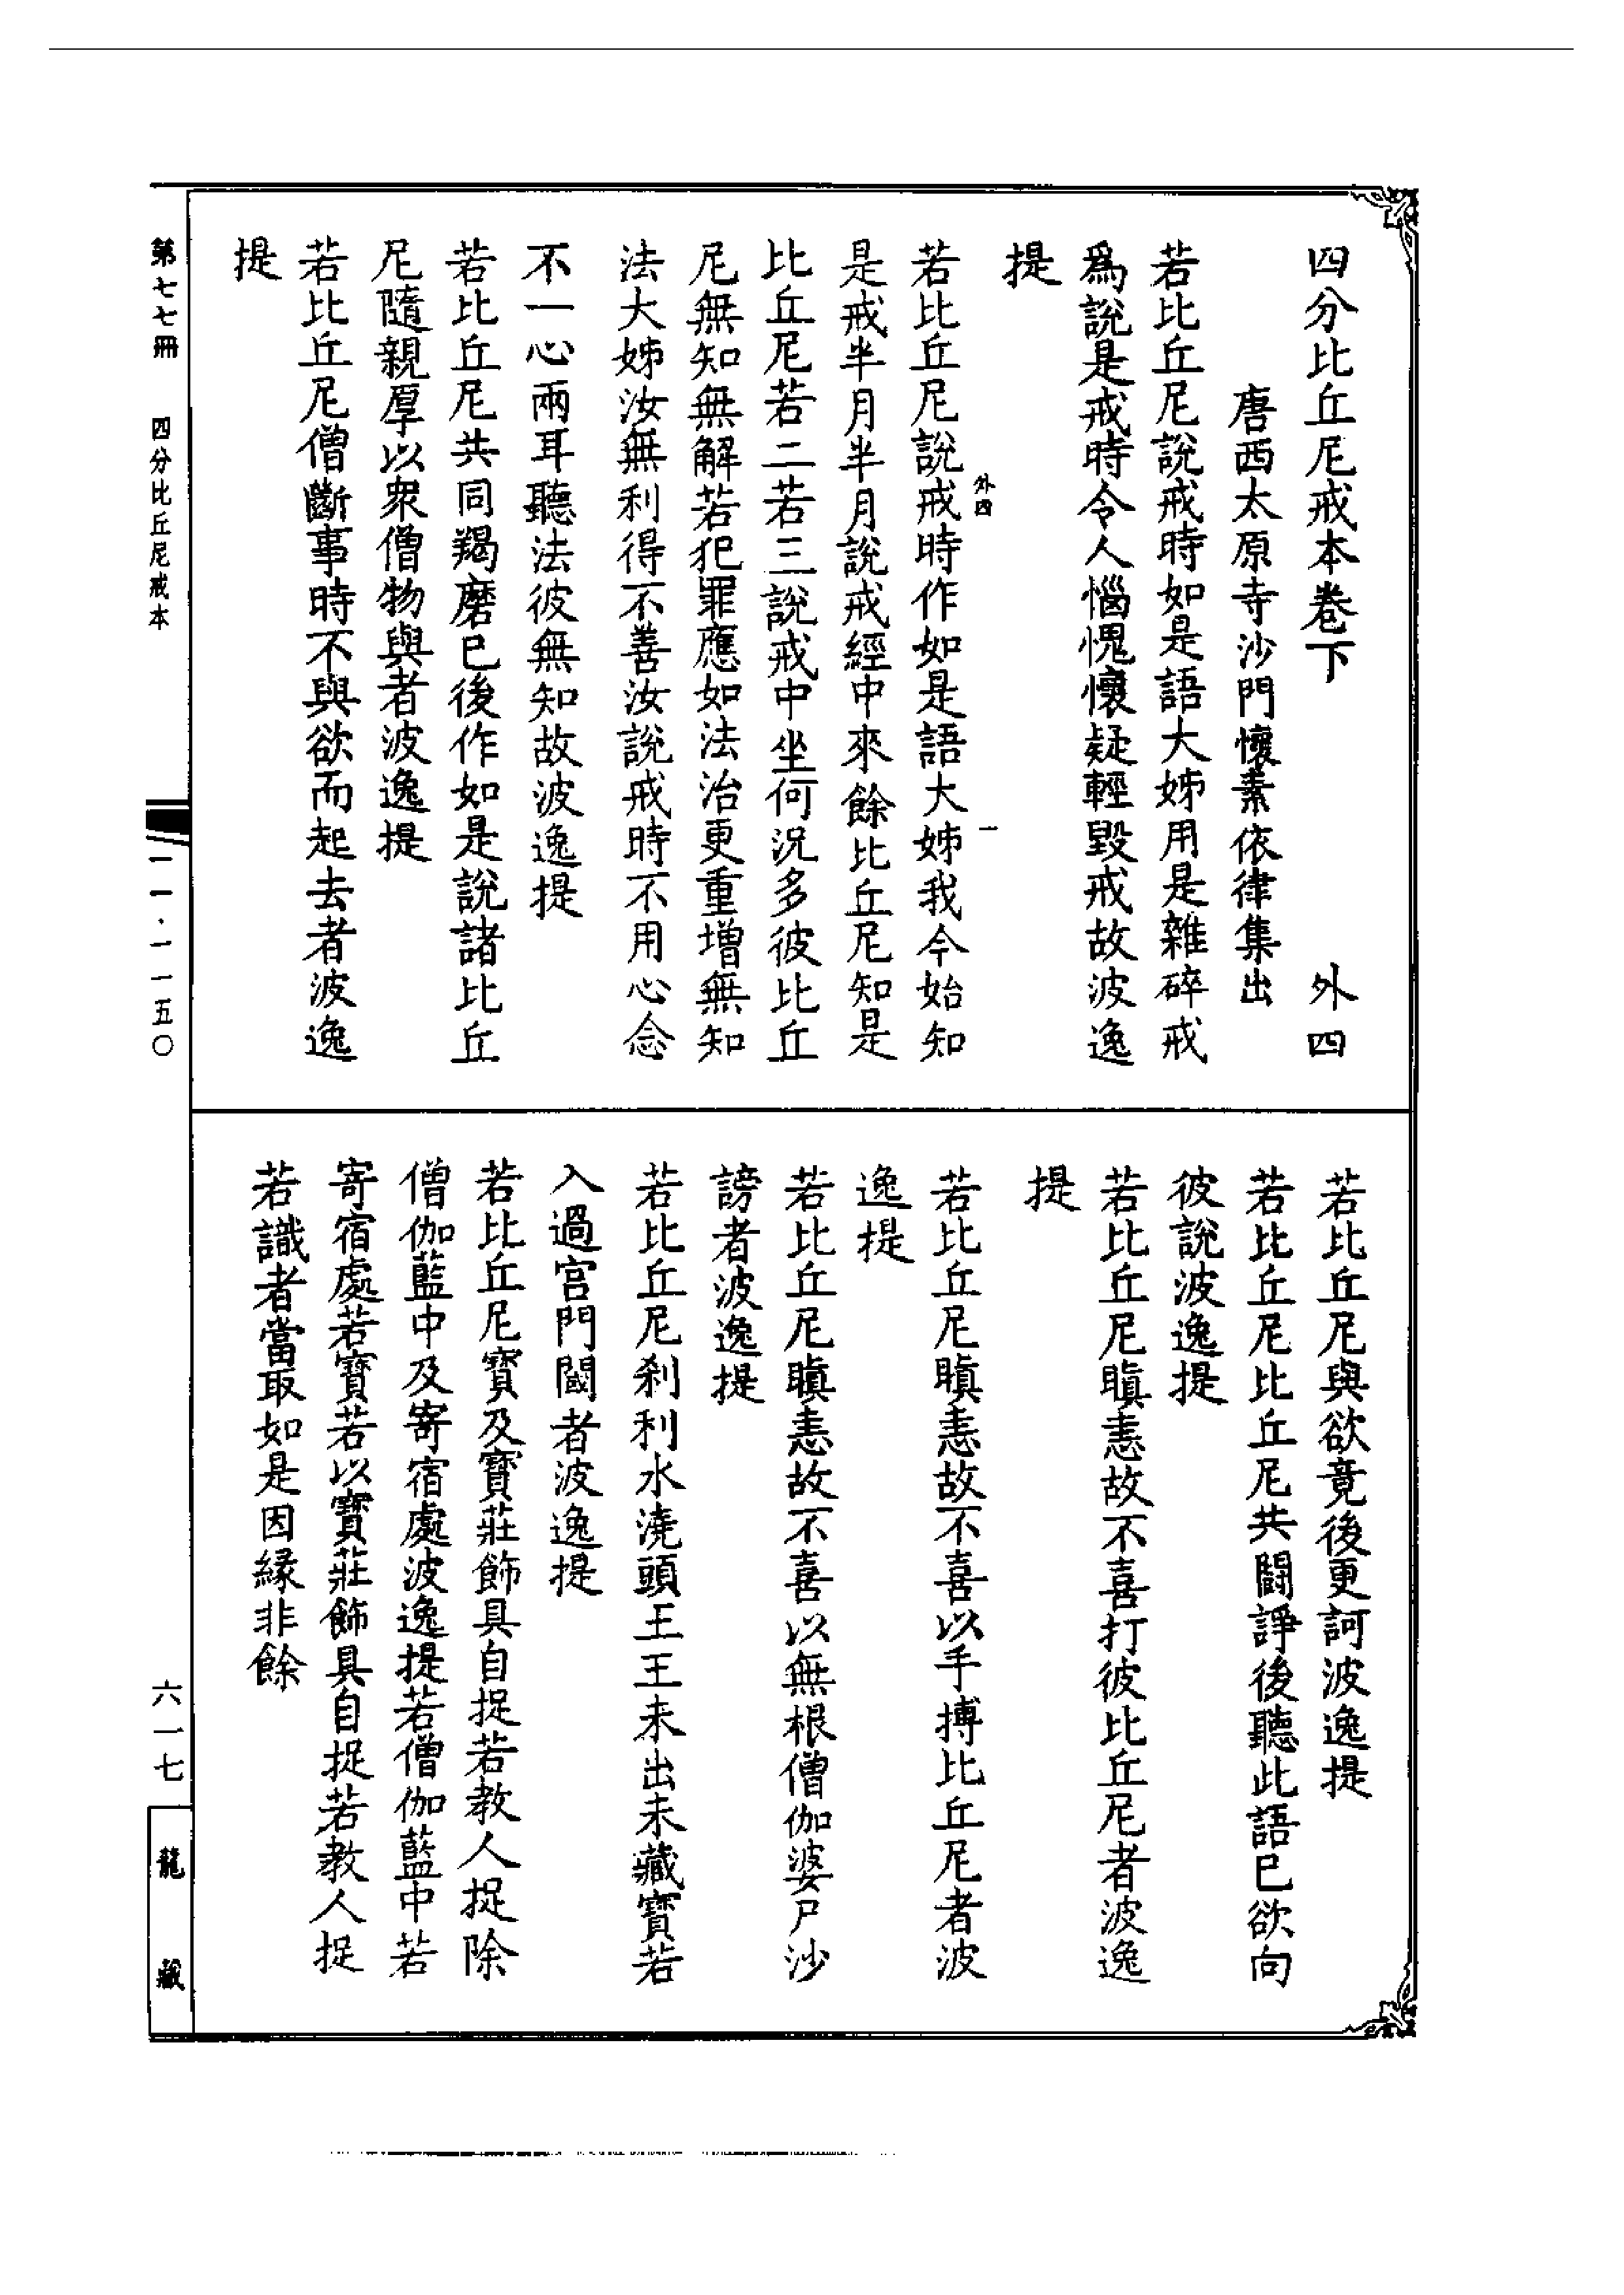 四分比丘尼戒本卷下　外四
唐西太原寺沙門懷素依律集出
若比丘尼說戒時如是語大姊用是雜碎戒
爲說是戒時令人惱愧懷疑輕毀戒故波逸
提
外四　一
若比丘尼說戒時作如是語大姊我今始知
是戒半月半月說戒經中來餘比丘尼知是
比丘尼若二若三說戒中坐何況多彼比丘
尼無知無解若犯罪應如法治更重增無知
法大姊汝無利得不善汝說戒時不用心念
不一心兩耳聽法彼無知故波逸提
若比丘尼共同羯磨已後作如是說諸比丘
尼隨親厚以衆僧物與者波逸提
若比丘尼僧斷事時不與欲而起去者波逸
提
若比丘尼與欲竟後更訶波逸提
若比丘尼比丘尼共鬬諍後聽此語已欲向
彼說波逸提
若比丘尼瞋恚故不喜打彼比丘尼者波逸
提
若比丘尼瞋恚故不喜以手搏比丘尼者波
逸提
若比丘尼瞋恚故不喜以無根僧伽婆尸沙
謗者波逸提
若比丘尼刹利水澆頭王王未出未藏寶若
入過宮門閾者波逸提
若比丘尼寶及寶莊飾具自捉若教人捉除
僧伽藍中及寄宿處波逸提若僧伽藍中若
寄宿處若寶若以寶莊飾具自捉若教人捉
若識者當取如是因緣非餘
第七七冊　四分比丘尼戒本
一一·一一五〇
六一七
龍藏